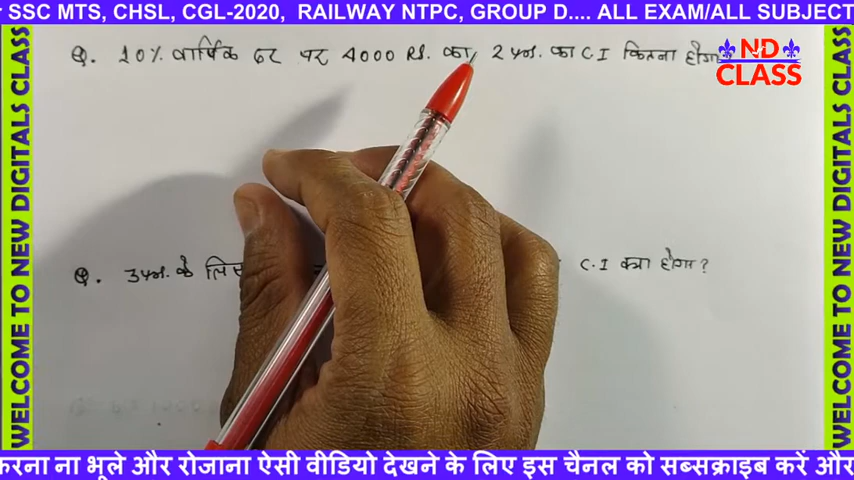 SSC MTS, CHSL, CGL-2020, RAILWAY NTPC, GROUP D.... ALL EXAM/ALL SUBJECT
Q. 10% वार्षिक दर पर 4000 RS. का 2 yr. का C I कितना होगा
ND
CLASS
WELCOME TO NEW DIGITALS CLASS
WELCOME TO NEW DIGITALS CLASS
Q. 3 yr. के C.I क्या होगा?
करना ना भूले और रोजाना ऐसी वीडियो देखने के लिए इस चैनल को सब्सक्राइब करें और